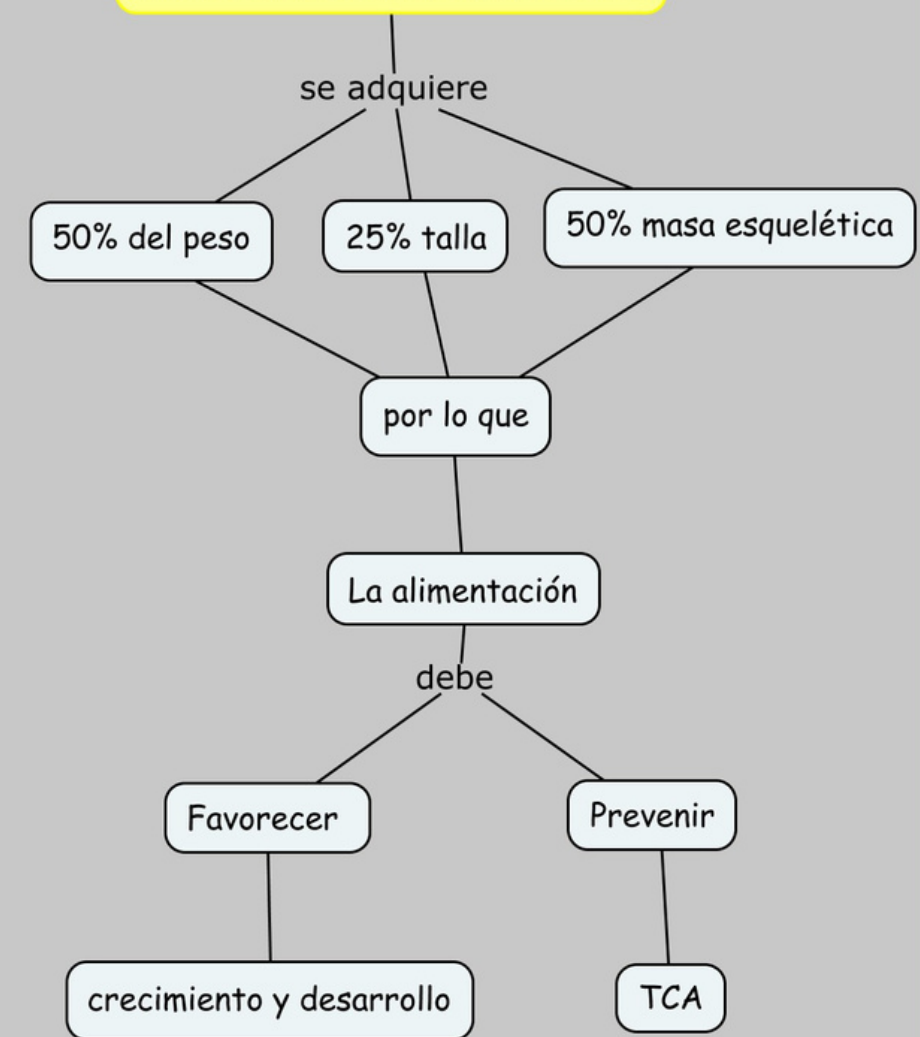 se adquiere
50% del peso
25% talla
50% masa esquelética
por lo que
La alimentación
debe
Favorecer
Prevenir
crecimiento y desarrollo
TCA